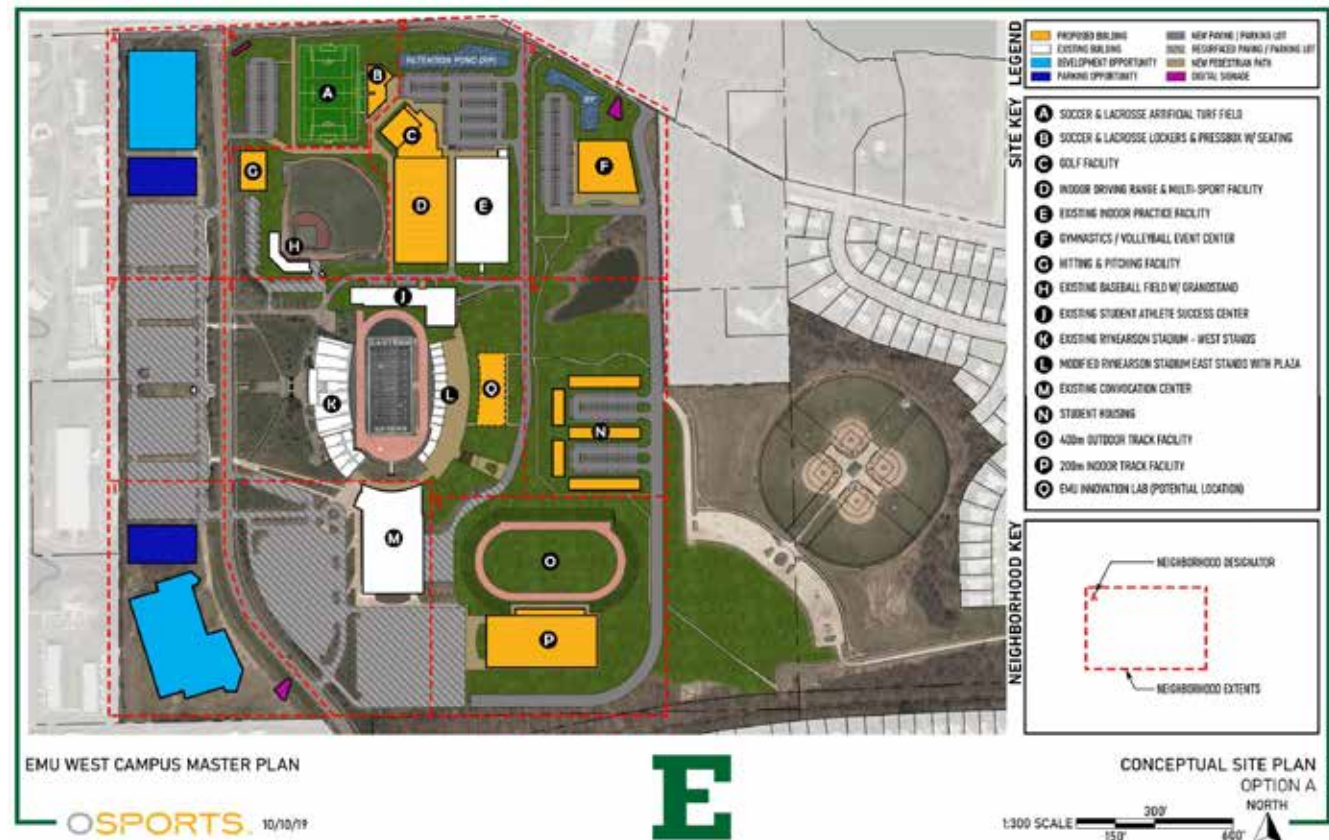 LEGEND
PROPOSED BUILDING
EXISTING BUILDING
DEVELOPMENT OPPORTUNITY
PARKING OPPORTUNITY
NEW PAVING / PARKING LOT
RESURFACED PAVING / PARKING LOT
NEW PEDESTRIAN PATH
DIGITAL SIGNAGE
SITE KEY
A SOCCER & LACROSSE ARTIFICIAL TURF FIELD
B SOCCER & LACROSSE LOCKERS & PRESSBOX W/ SEATING
C GOLF FACILITY
D INDOOR DRIVING RANGE & MULTI-SPORT FACILITY
E EXISTING INDOOR PRACTICE FACILITY
F GYMNASTICS / VOLLEYBALL EVENT CENTER
G HITTING & PITCHING FACILITY
H EXISTING BASEBALL FIELD W/ GRANDSTAND
J EXISTING STUDENT ATHLETE SUCCESS CENTER
K EXISTING RYNEARSON STADIUM - WEST STANDS
L MODIFIED RYNEARSON STADIUM EAST STANDS WITH PLAZA
M EXISTING CONVOCATION CENTER
N STUDENT HOUSING
O 400m OUTDOOR TRACK FACILITY
P 200m INDOOR TRACK FACILITY
Q EMU INNOVATION LAB (POTENTIAL LOCATION)
NEIGHBORHOOD KEY
NEIGHBORHOOD DESIGNATOR
NEIGHBORHOOD EXTENTS
A
B
C
D
E
F
G
H
J
K
L
M
N
O
P
Q
EASTERN
EMU WEST CAMPUS MASTER PLAN
OSPORTS. 10/10/19
E
CONCEPTUAL SITE PLAN
OPTION A
NORTH
1:300 SCALE
300'
150'
600'